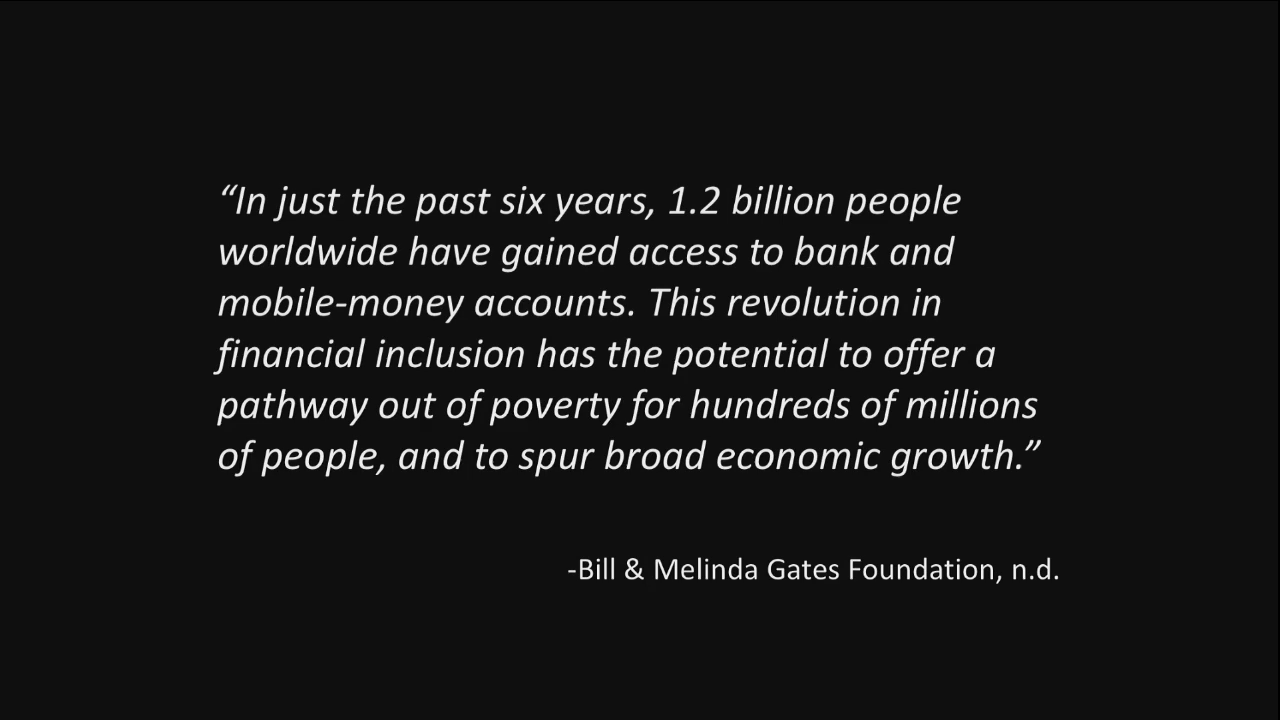 “In just the past six years, 1.2 billion people
worldwide have gained access to bank and
mobile-money accounts. This revolution in
financial inclusion has the potential to offer a
pathway out of poverty for hundreds of millions
of people, and to spur broad economic growth.”
-Bill & Melinda Gates Foundation, n.d.